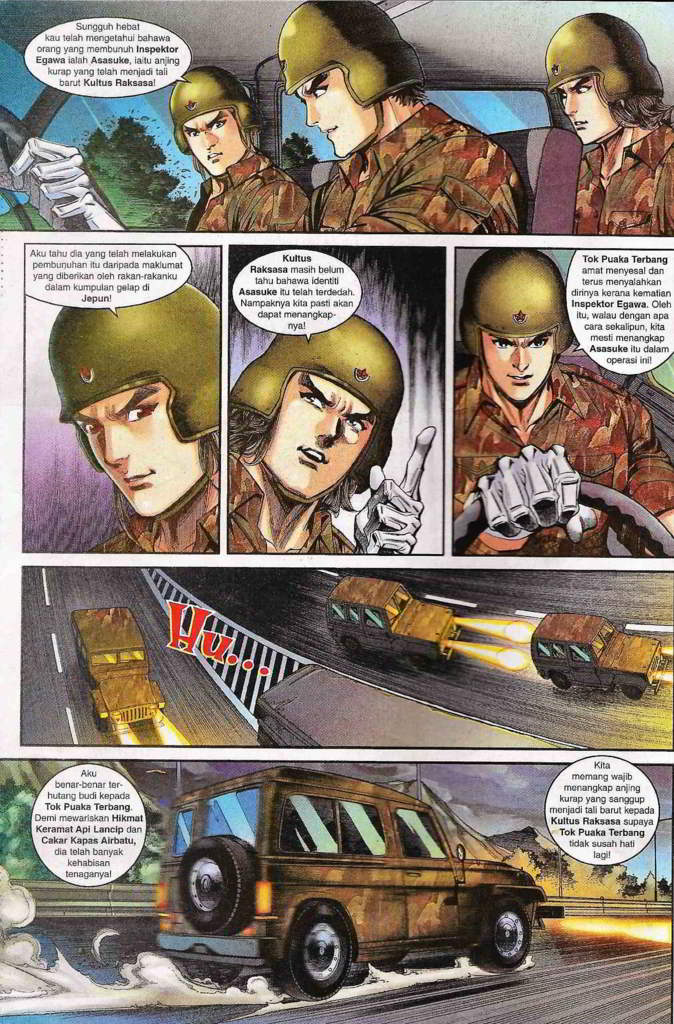 Sungguh hebat
kau telah mengetahui bahawa
orang yang membunuh Inspektor
Egawa ialah Asasuke, iaitu anjing
kurap yang telah menjadi tali
barut Kultus Raksasa!
Aku tahu dia yang telah melakukan
pembunuhan itu daripada maklumat
yang diberikan oleh rakan-rakanku
dalam kumpulan gelap di
Jepun!
Kultus
Raksasa masih belum
tahu bahawa identiti
Asasuke itu telah terdedah.
Nampaknya kita pasti akan
dapat menangkap-
nya!
Tok Puaka Terbang
amat menyesal dan
terus menyalahkan
dirinya kerana kematian
Inspektor Egawa. Oleh
itu, walau dengan apa
cara sekalipun, kita
mesti menangkap
Asasuke itu dalam
operasi ini!
Hu...
Aku
benar-benar ter-
hutang budi kepada
Tok Puaka Terbang.
Demi mewariskan Hikmat
Keramat Api Lancip dan
Cakar Kapas Airbatu,
dia telah banyak
kehabisan
tenaganya!
Kita
memang wajib
menangkap anjing
kurap yang sanggup
menjadi tali barut kepada
Kultus Raksasa supaya
Tok Puaka Terbang
tidak susah hati
lagi!